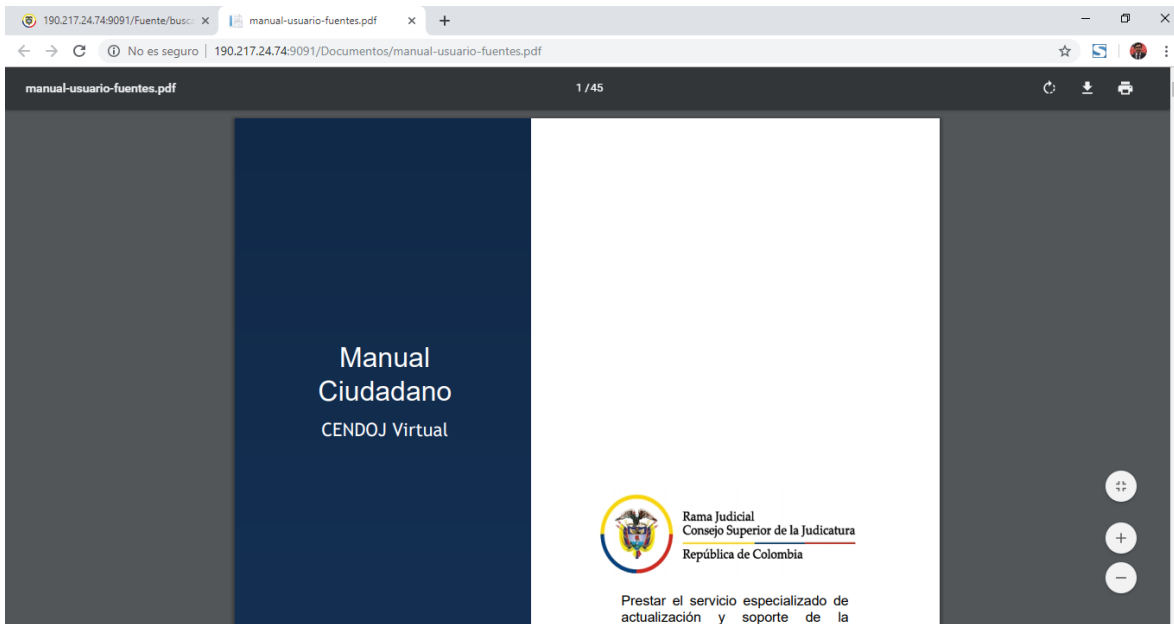 190.217.24.74:9091/Fuente/busca
manual-usuario-fuentes.pdf
No es seguro | 190.217.24.74:9091/Documentos/manual-usuario-fuentes.pdf
manual-usuario-fuentes.pdf
1 / 45
Manual
Ciudadano
CENDOJ Virtual
Rama Judicial
Consejo Superior de la Judicatura
República de Colombia
Prestar el servicio especializado de
actualización y soporte de la